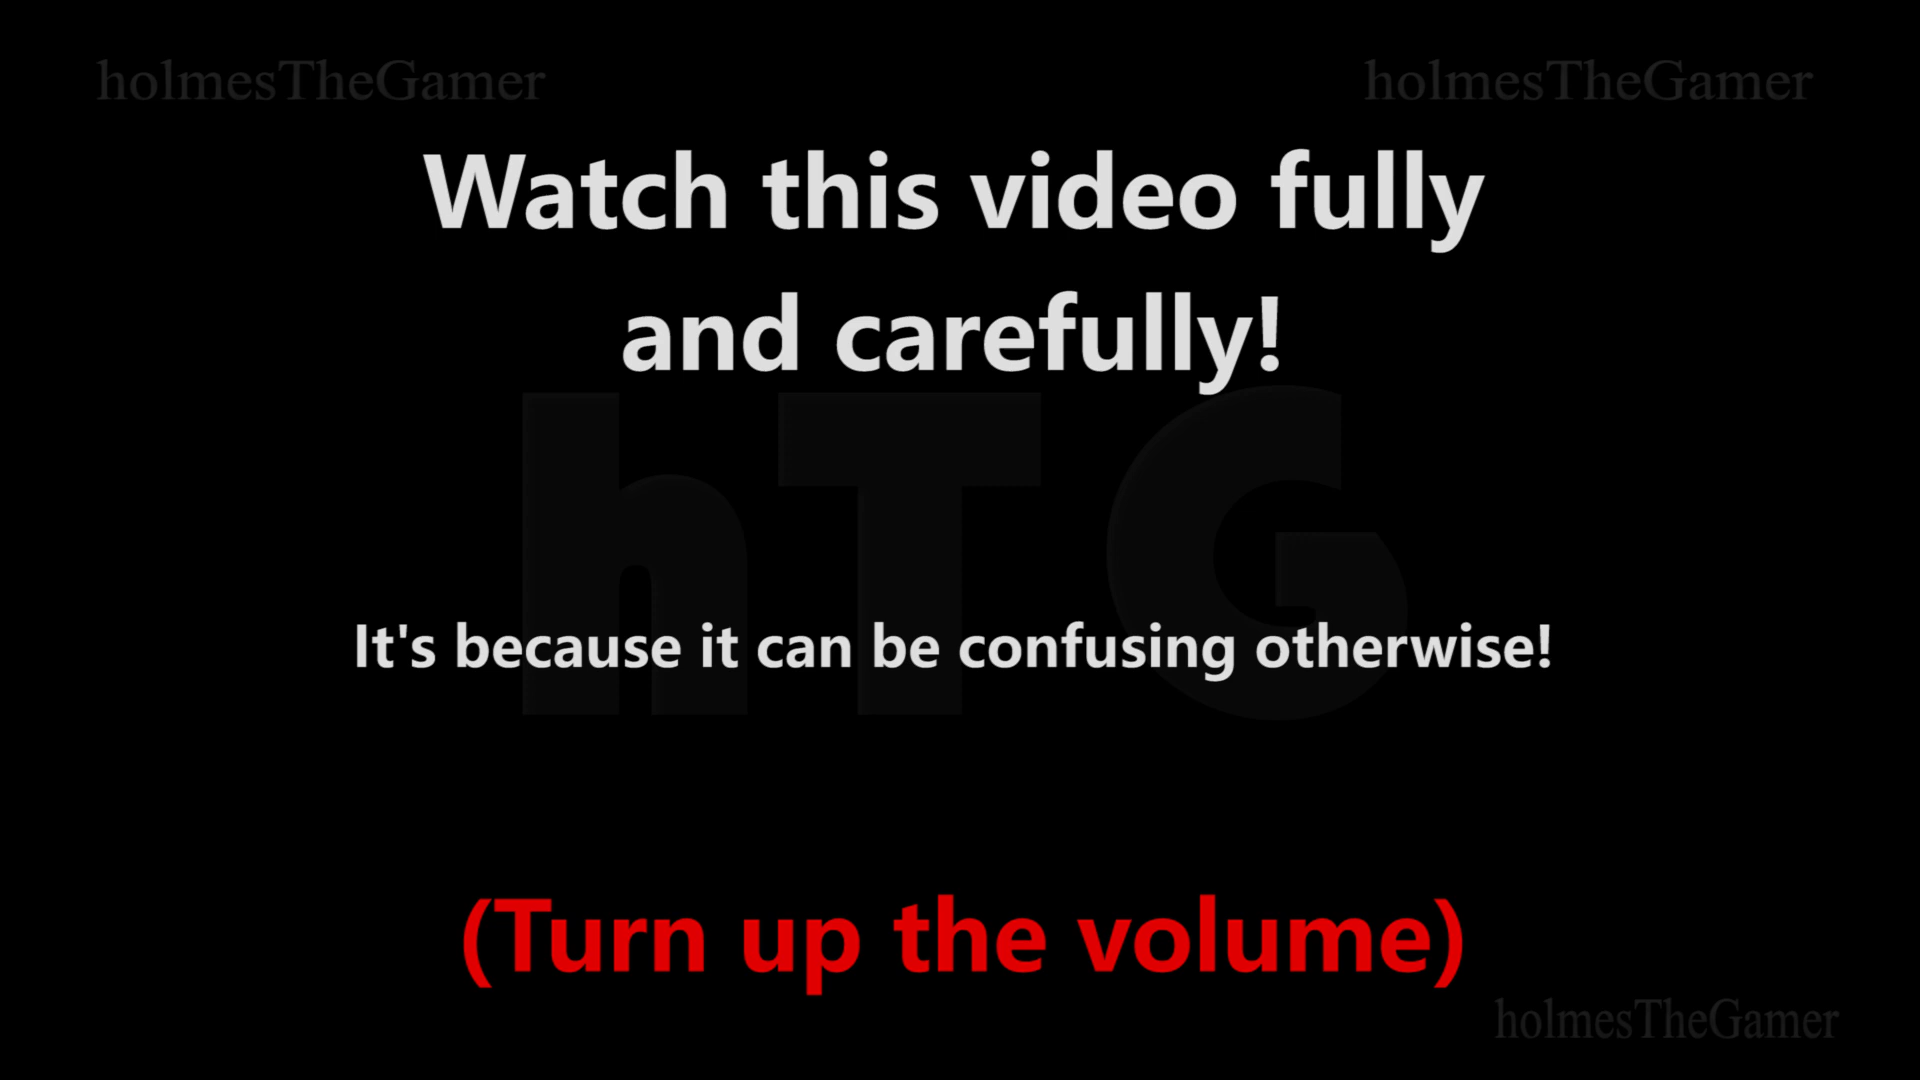 holmesTheGamer holmesTheGamer
Watch this video fully
and carefully!
hTG
It's because it can be confusing otherwise!
(Turn up the volume)
holmesTheGamer